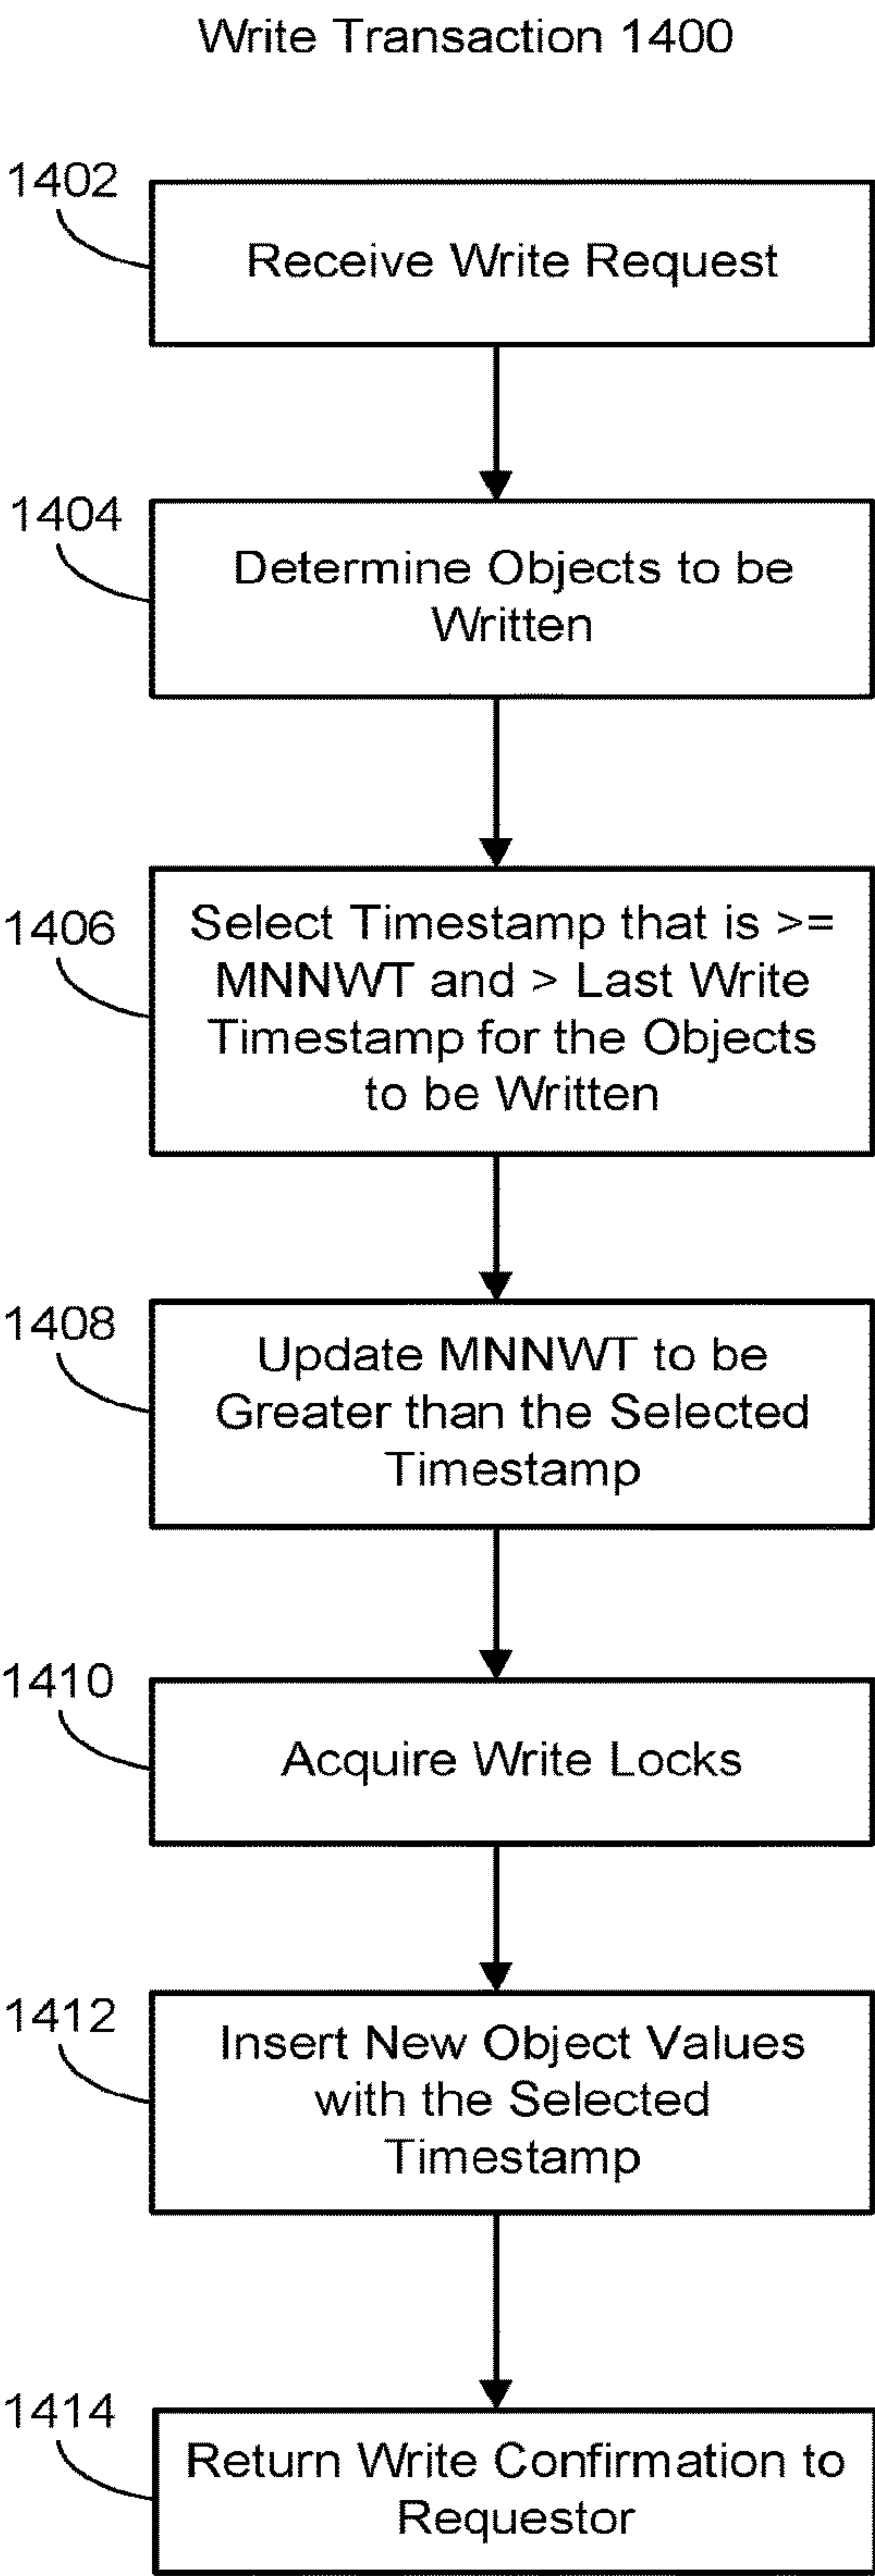 Write Transaction 1400
1402
Receive Write Request
1404
Determine Objects to be
Written
1406
Select Timestamp that is >=
MNNWT and > Last Write
Timestamp for the Objects
to be Written
1408
Update MNNWT to be
Greater than the Selected
Timestamp
1410
Acquire Write Locks
1412
Insert New Object Values
with the Selected
Timestamp
1414
Return Write Confirmation to
Requestor